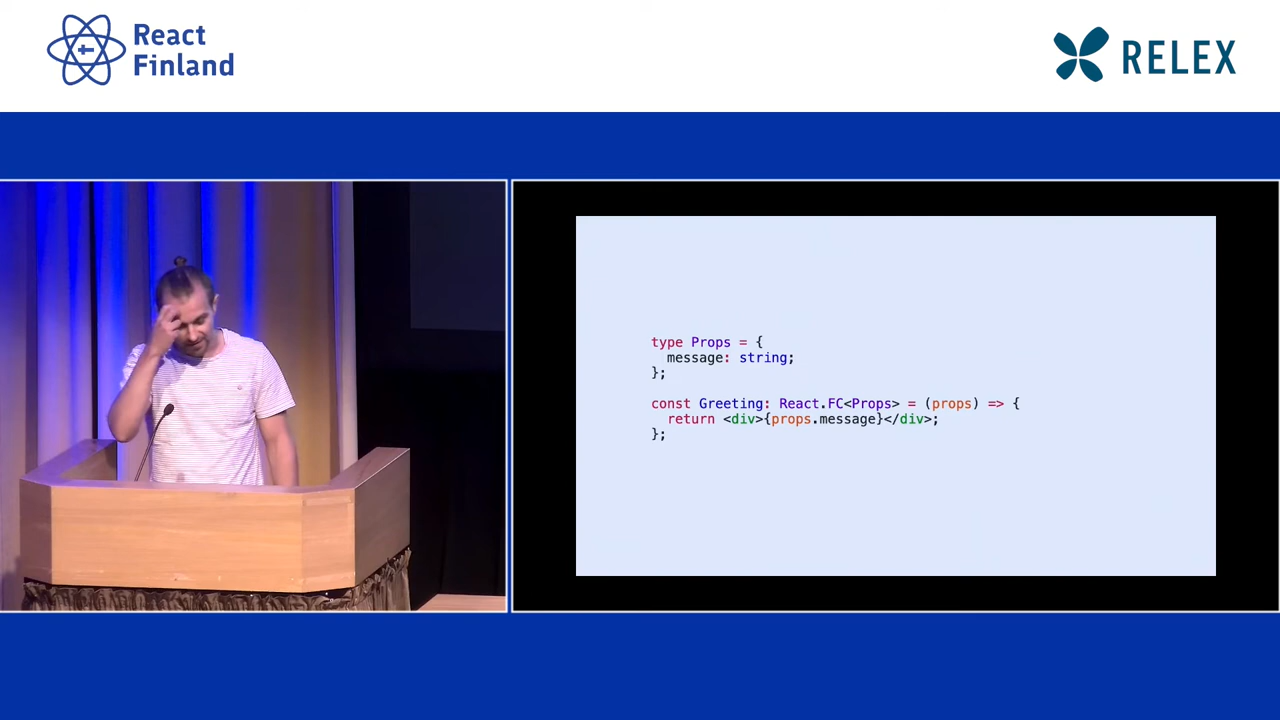 React
Finland
RELEX
type Props = {
  message: string;
};
const Greeting: React.FC<Props> = (props) => {
  return <div>{props.message}</div>;
};